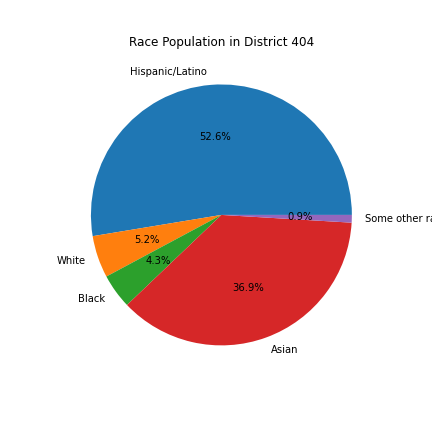 Race Population in District 404
Hispanic/Latino
52.6%
0.9%
Some other
5.2%
White
4.3%
Black
36.9%
Asian